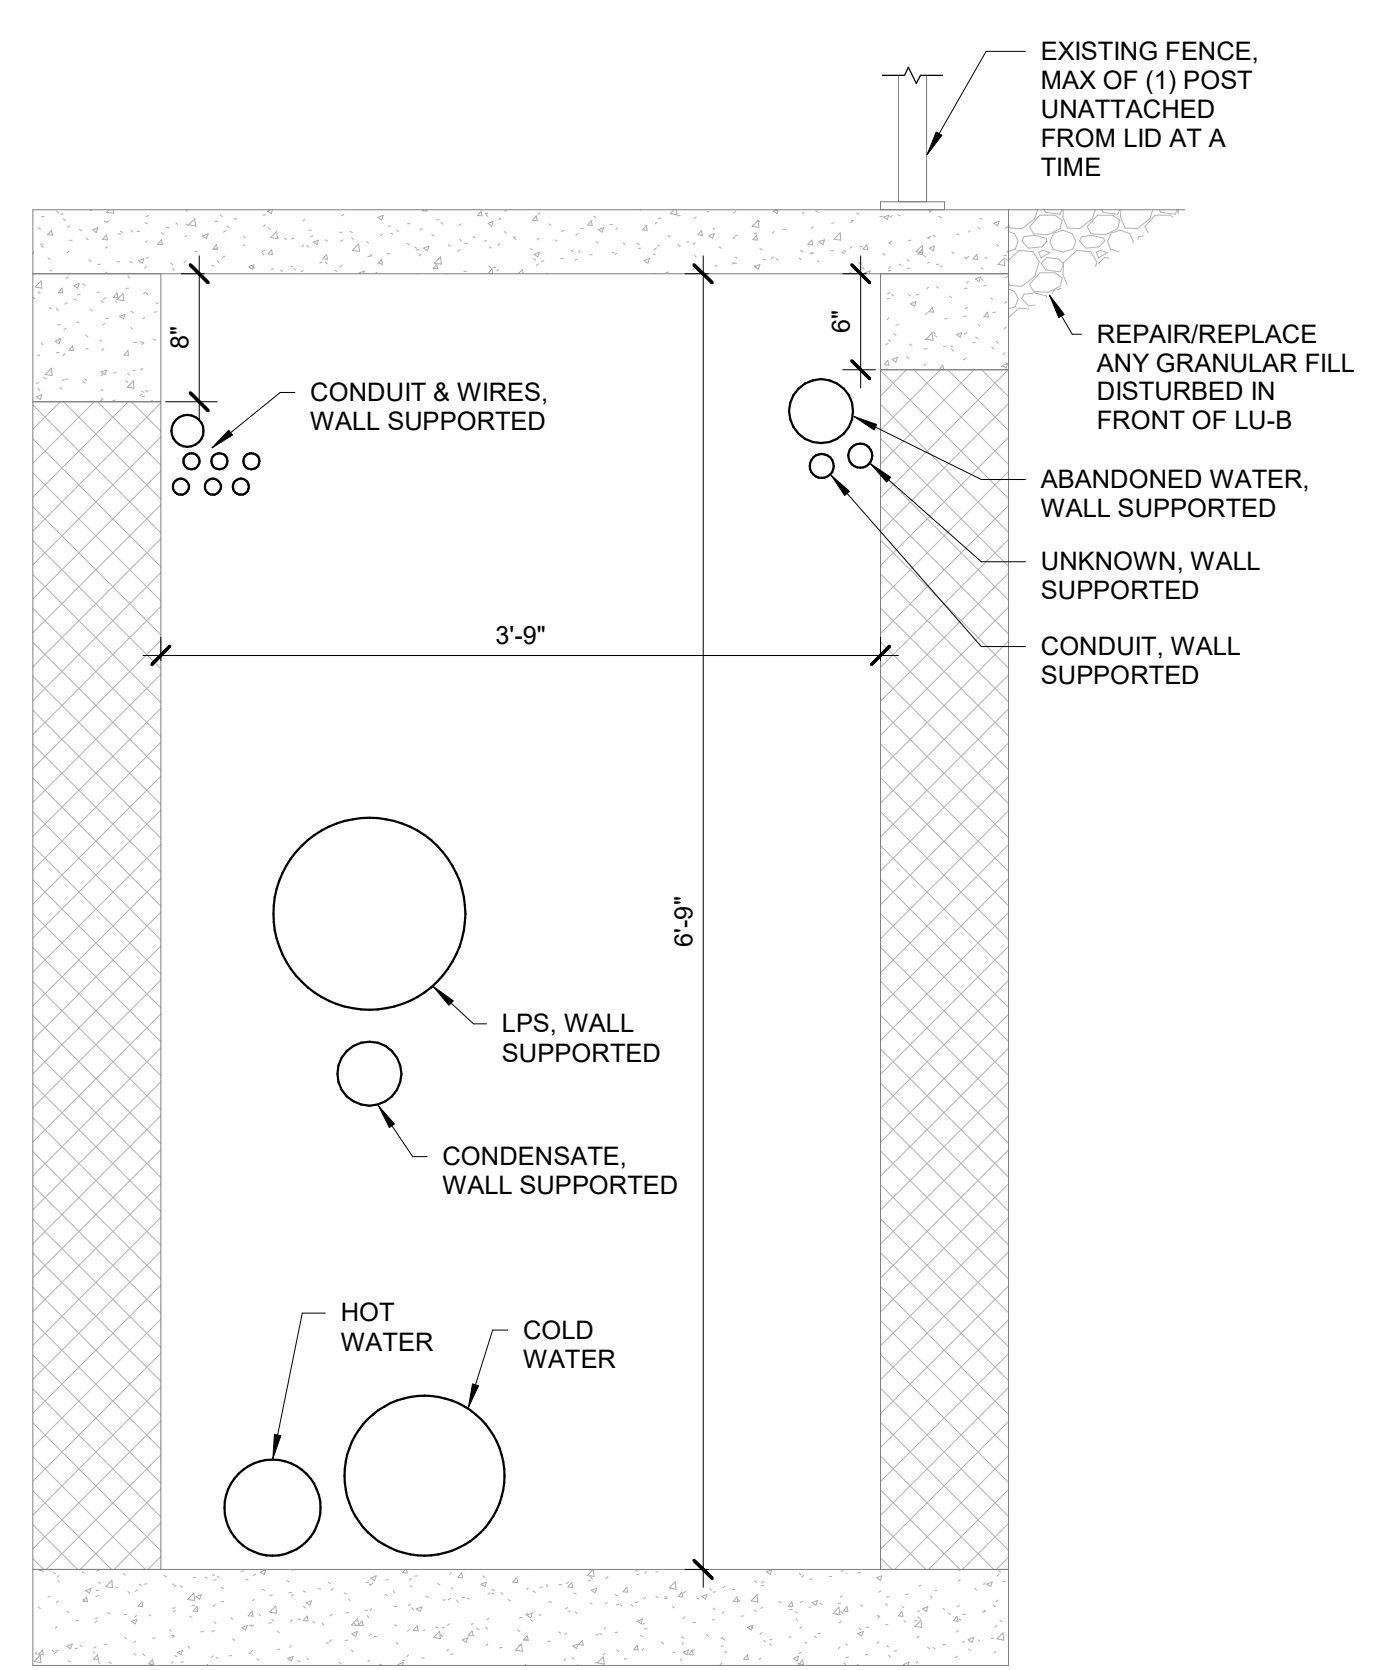 EXISTING FENCE,
MAX OF (1) POST
UNATTACHED
FROM LID AT A
TIME
8"
6"
REPAIR/REPLACE
ANY GRANULAR FILL
DISTURBED IN
FRONT OF LU-B
CONDUIT & WIRES,
WALL SUPPORTED
ABANDONED WATER,
WALL SUPPORTED
UNKNOWN, WALL
SUPPORTED
3'-9"
CONDUIT, WALL
SUPPORTED
6'-9"
LPS, WALL
SUPPORTED
CONDENSATE,
WALL SUPPORTED
HOT
WATER
COLD
WATER